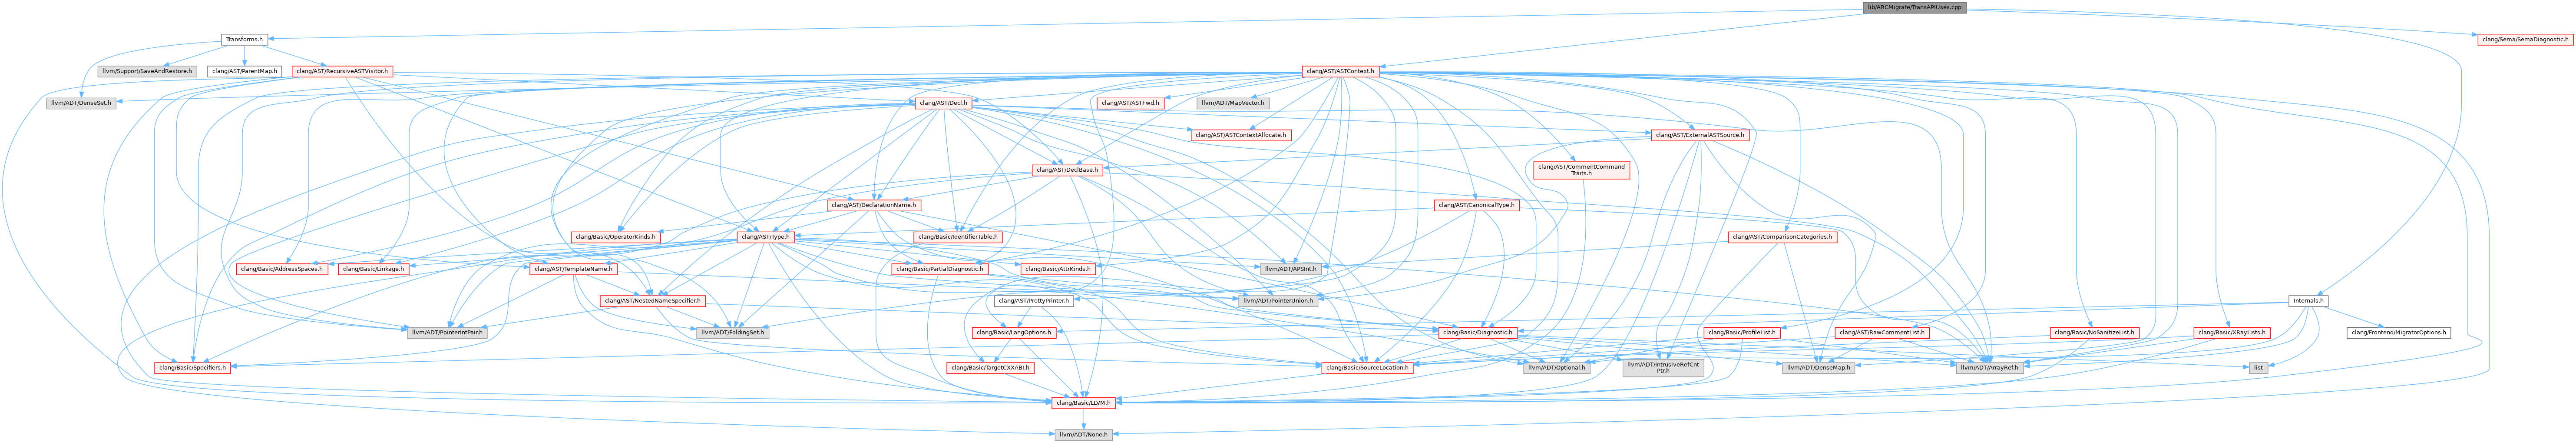 lib/ARCMigrate/TransAPIUses.cpp
Transforms.h
clang/Sema/SemaDiagnostic.h
llvm/Support/SaveAndRestore.h
clang/AST/ParentMap.h
clang/AST/RecursiveASTVisitor.h
clang/AST/ASTContext.h
llvm/ADT/DenseSet.h
clang/AST/Decl.h
clang/AST/ASTFwd.h
llvm/ADT/MapVector.h
clang/AST/ASTContextAllocate.h
clang/AST/ExternalASTSource.h
clang/AST/DeclBase.h
clang/AST/CommentCommand
Traits.h
clang/AST/DeclarationName.h
clang/AST/CanonicalType.h
clang/Basic/OperatorKinds.h
clang/AST/Type.h
clang/Basic/IdentifierTable.h
clang/AST/ComparisonCategories.h
clang/Basic/AddressSpaces.h
clang/Basic/Linkage.h
clang/AST/TemplateName.h
clang/Basic/PartialDiagnostic.h
clang/Basic/AttrKinds.h
llvm/ADT/APSInt.h
clang/AST/NestedNameSpecifier.h
clang/AST/PrettyPrinter.h
llvm/ADT/PointerUnion.h
Internals.h
llvm/ADT/PointerIntPair.h
llvm/ADT/FoldingSet.h
clang/Basic/LangOptions.h
clang/Basic/Diagnostic.h
clang/Basic/ProfileList.h
clang/AST/RawCommentList.h
clang/Basic/NoSanitizeList.h
clang/Basic/XRayLists.h
clang/Frontend/MigratorOptions.h
clang/Basic/Specifiers.h
clang/Basic/TargetCXXABI.h
clang/Basic/SourceLocation.h
llvm/ADT/Optional.h
llvm/ADT/IntrusiveRefCnt
Ptr.h
llvm/ADT/DenseMap.h
llvm/ADT/ArrayRef.h
list
clang/Basic/LLVM.h
llvm/ADT/None.h